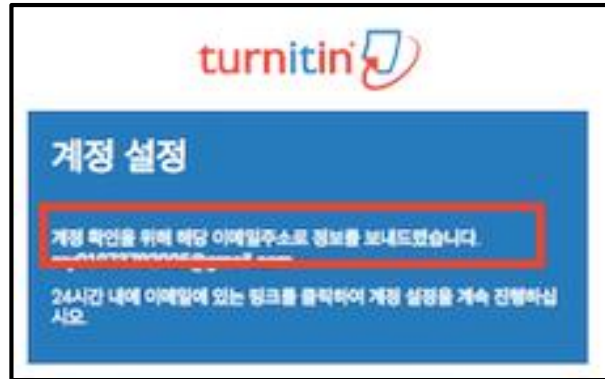 turnitin
계정 설정
계정 확인을 위해 해당 이메일주소로 정보를 보내드렸습니다.
24시간 내에 이메일에 있는 링크를 클릭하여 계정 설정을 계속 진행하십
시오.